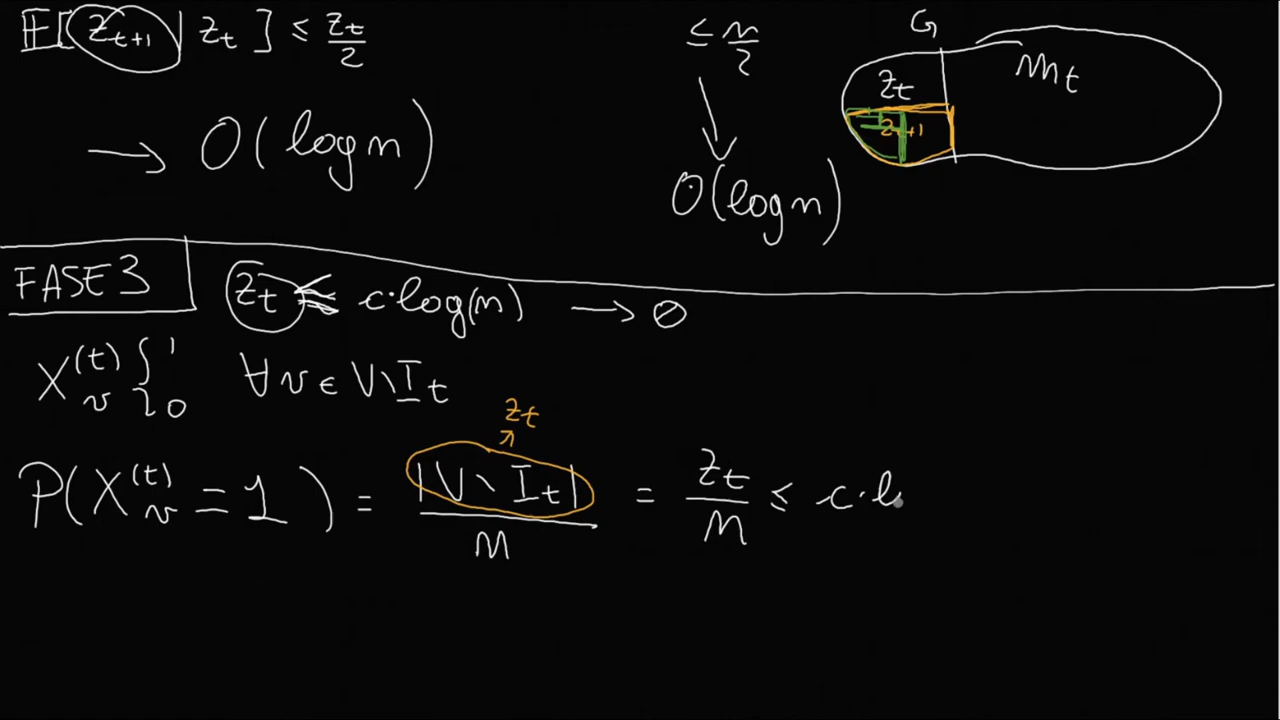 E[ Z_{t+1} | Z_t ] ≤ Z_t/2
≤ n/2
G
Z_t
m_t
Z_{t+1}
→ O(log n)
O(log n)
FASE 3
Z_t ≤ c·log(n) → 0
X_v^{(t)} { 1 0 ∀v ∈ V∖I_t
Z_t
P( X_v^{(t)} = 1 ) = |V∖I_t| / n = Z_t / n ≤ c·l